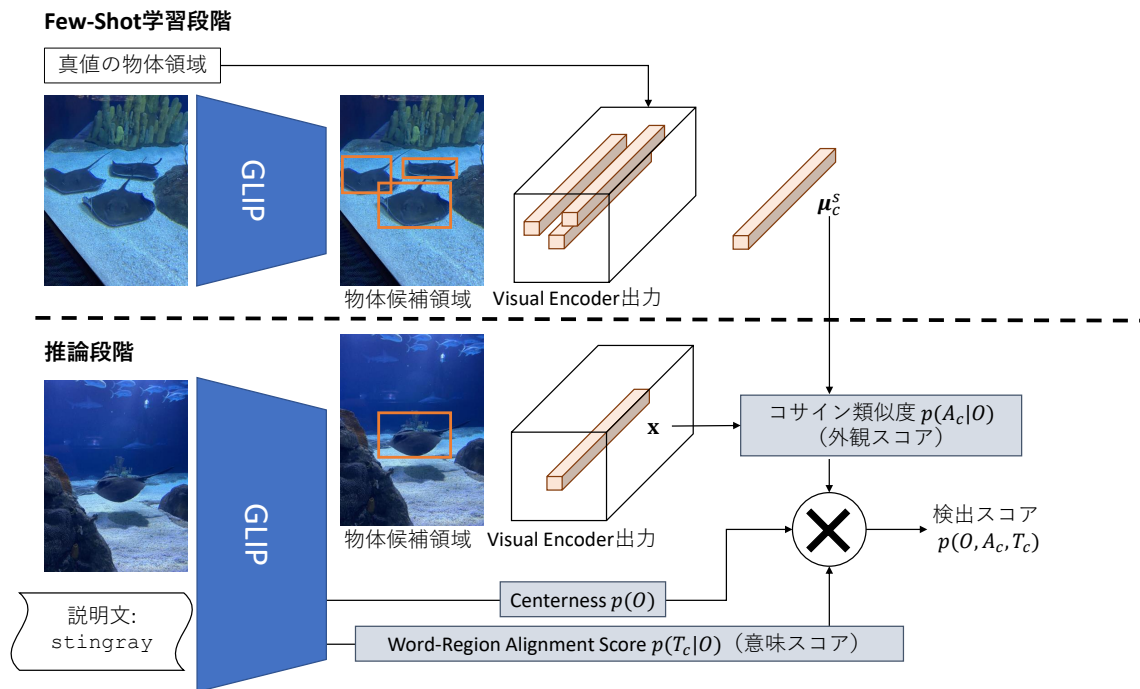 Few-Shot学習段階
真値の物体領域
GLIP
物体候補領域
Visual Encoder出力
μ_c^s
推論段階
GLIP
説明文:
stingray
物体候補領域
Visual Encoder出力
x
コサイン類似度 p(A_c|O)
（外観スコア）
検出スコア
p(O, A_c, T_c)
Centerness p(O)
Word-Region Alignment Score p(T_c|O)（意味スコア）